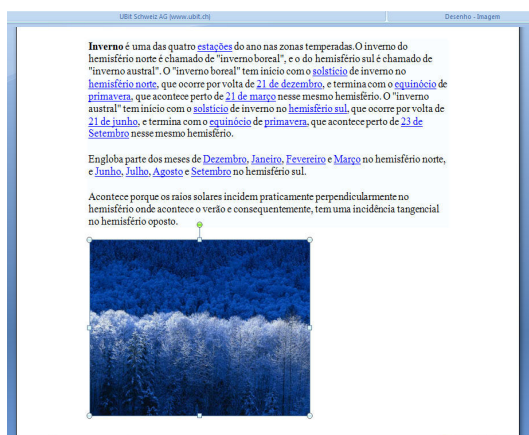 UBit Schweiz AG (www.ubit.ch)
Desenho - Imagem
Inverno é uma das quatro estações do ano nas zonas temperadas.O inverno do
hemisfério norte é chamado de "inverno boreal", e o do hemisfério sul é chamado de
"inverno austral". O "inverno boreal" tem inicio com o solsticio de inverno no
hemisfério norte, que ocorre por volta de 21 de dezembro, e termina com o equinócio de
primavera, que acontece perto de 21 de março nesse mesmo hemisfério. O "inverno
austral" tem inicio com o solsticio de inverno no hemisfério sul, que ocorre por volta de
21 de junho, e termina com o equinócio de primavera, que acontece perto de 23 de
Setembro nesse mesmo hemisfério.
Engloba parte dos meses de Dezembro, Janeiro, Fevereiro e Março no hemisfério norte,
e Junho, Julho, Agosto e Setembro no hemisfério sul.
Acontece porque os raios solares incidem praticamente perpendicularmente no
hemisfério onde acontece o verão e consequentemente, tem uma incidência tangencial
no hemisfério oposto.